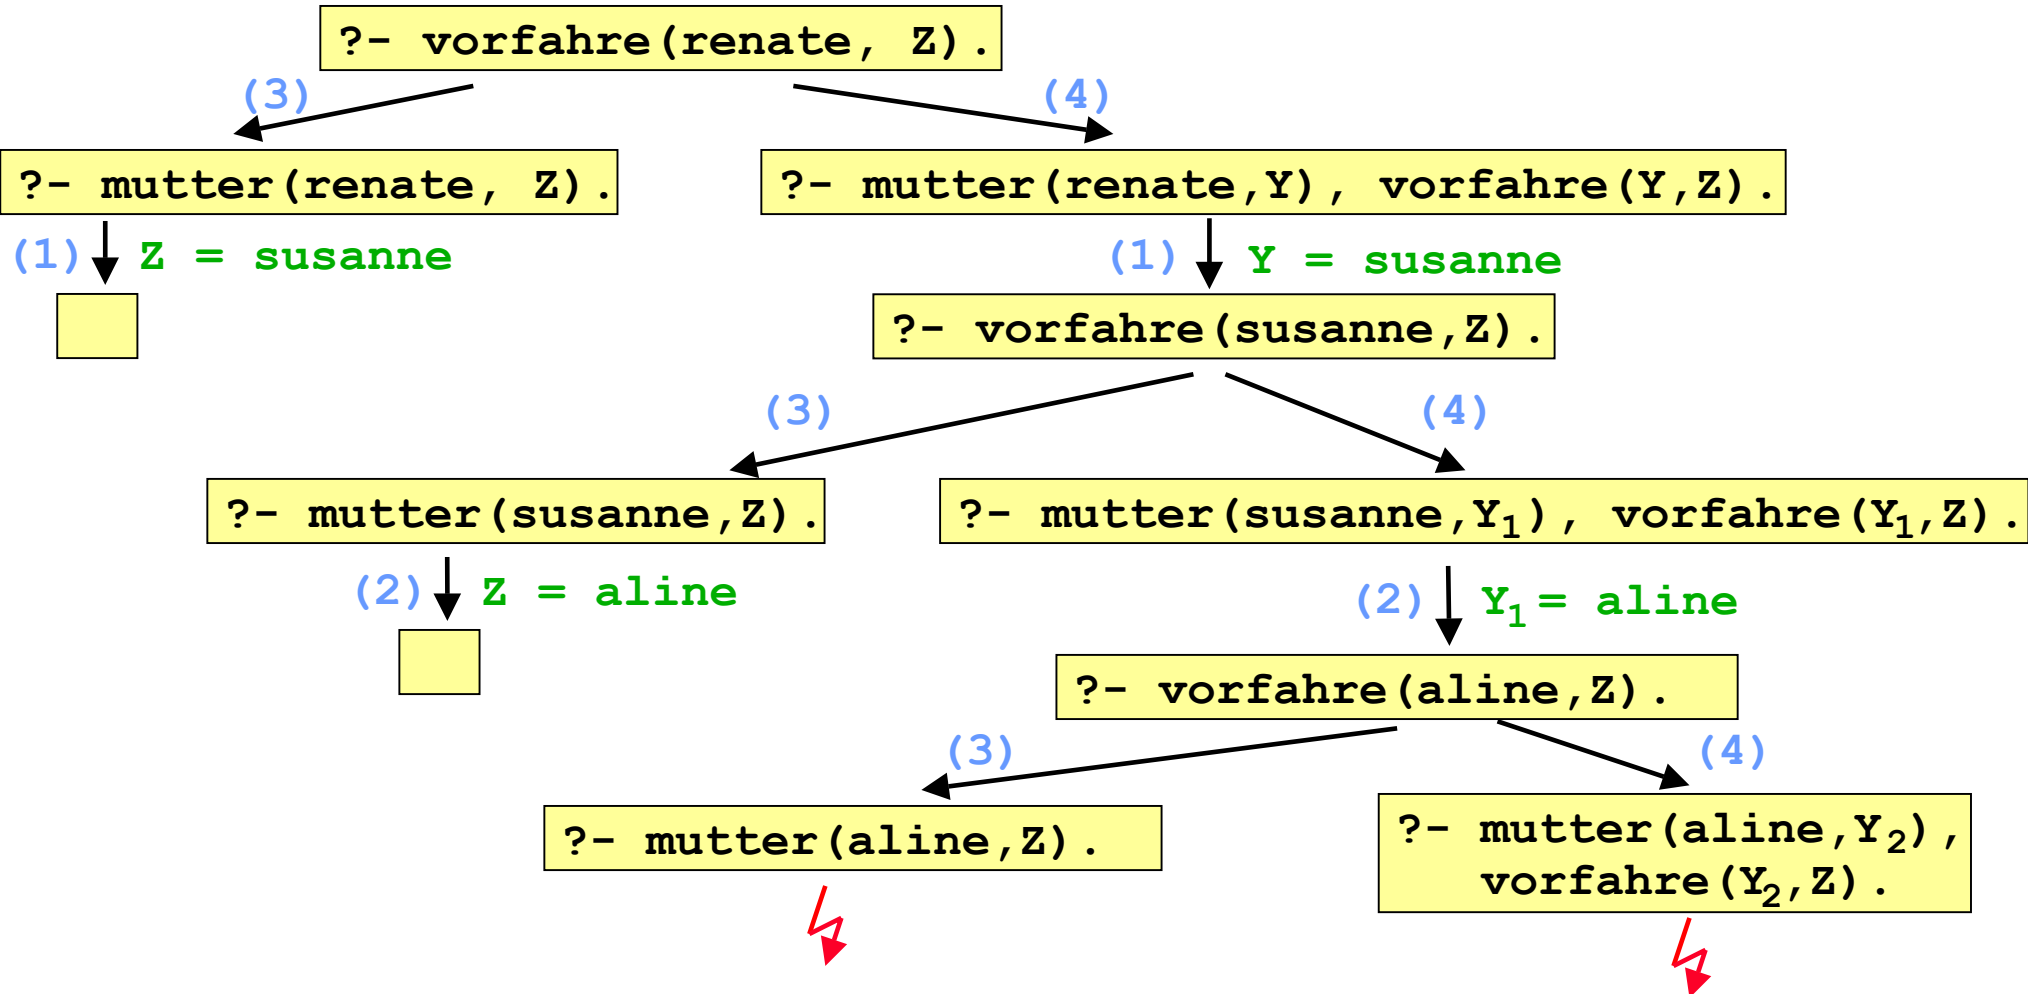 ?- vorfahre(renate, Z).
(3)
(4)
?- mutter(renate, Z).
?- mutter(renate,Y), vorfahre(Y,Z).
(1) Z = susanne
(1) Y = susanne
?- vorfahre(susanne,Z).
(3)
(4)
?- mutter(susanne,Z).
?- mutter(susanne,Y₁), vorfahre(Y₁,Z).
(2) Z = aline
(2) Y₁= aline
?- vorfahre(aline,Z).
(3)
(4)
?- mutter(aline,Z).
?- mutter(aline,Y₂),
vorfahre(Y₂,Z).